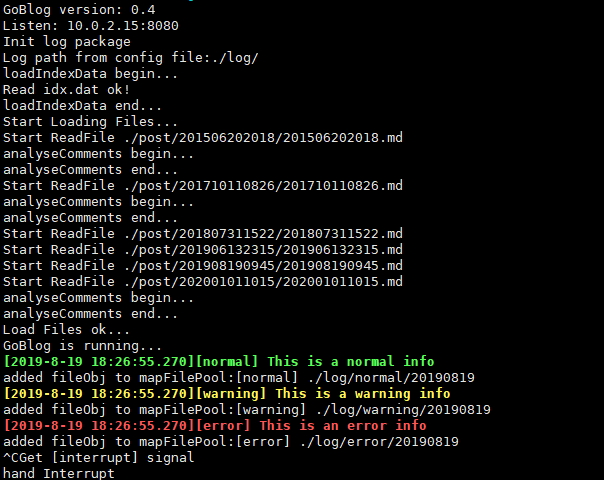 GoBlog version: 0.4
Listen: 10.0.2.15:8080
Init log package
Log path from config file:./log/
loadIndexData begin...
Read idx.dat ok!
loadIndexData end...
Start Loading Files...
Start ReadFile ./post/201506202018/201506202018.md
analyseComments begin...
analyseComments end...
Start ReadFile ./post/201710110826/201710110826.md
analyseComments begin...
analyseComments end...
Start ReadFile ./post/201807311522/201807311522.md
Start ReadFile ./post/201906132315/201906132315.md
Start ReadFile ./post/201908190945/201908190945.md
Start ReadFile ./post/202001011015/202001011015.md
analyseComments begin...
analyseComments end...
Load Files ok...
GoBlog is running...
[2019-8-19 18:26:55.270][normal] This is a normal info
added fileObj to mapFilePool:[normal] ./log/normal/20190819
[2019-8-19 18:26:55.270][warning] This is a warning info
added fileObj to mapFilePool:[warning] ./log/warning/20190819
[2019-8-19 18:26:55.270][error] This is an error info
added fileObj to mapFilePool:[error] ./log/error/20190819
^CGet [interrupt] signal
hand Interrupt